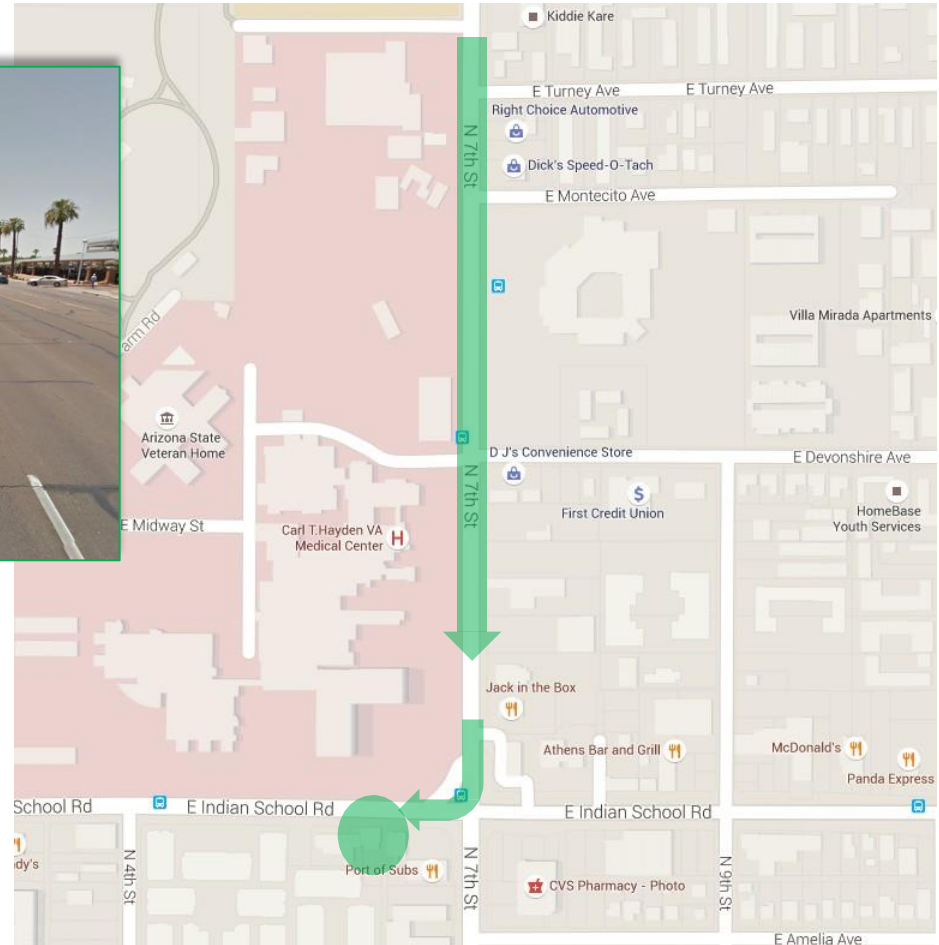 Kiddie Kare
E Turney Ave
E Turney Ave
Right Choice Automotive
N 7th St
Dick's Speed-O-Tach
E Montecito Ave
Villa Mirada Apartments
arm Rd
Arizona State
Veteran Home
D J's Convenience Store
E Devonshire Ave
N 7th St
$
First Credit Union
HomeBase
Youth Services
E Midway St
Carl T.Hayden VA
Medical Center
H
Jack in the Box
Athens Bar and Grill
McDonald's
Panda Express
School Rd
E Indian School Rd
E Indian School Rd
dy's
N 4th St
Port of Subs
N 7th St
CVS Pharmacy - Photo
N 9th St
E Amelia Ave